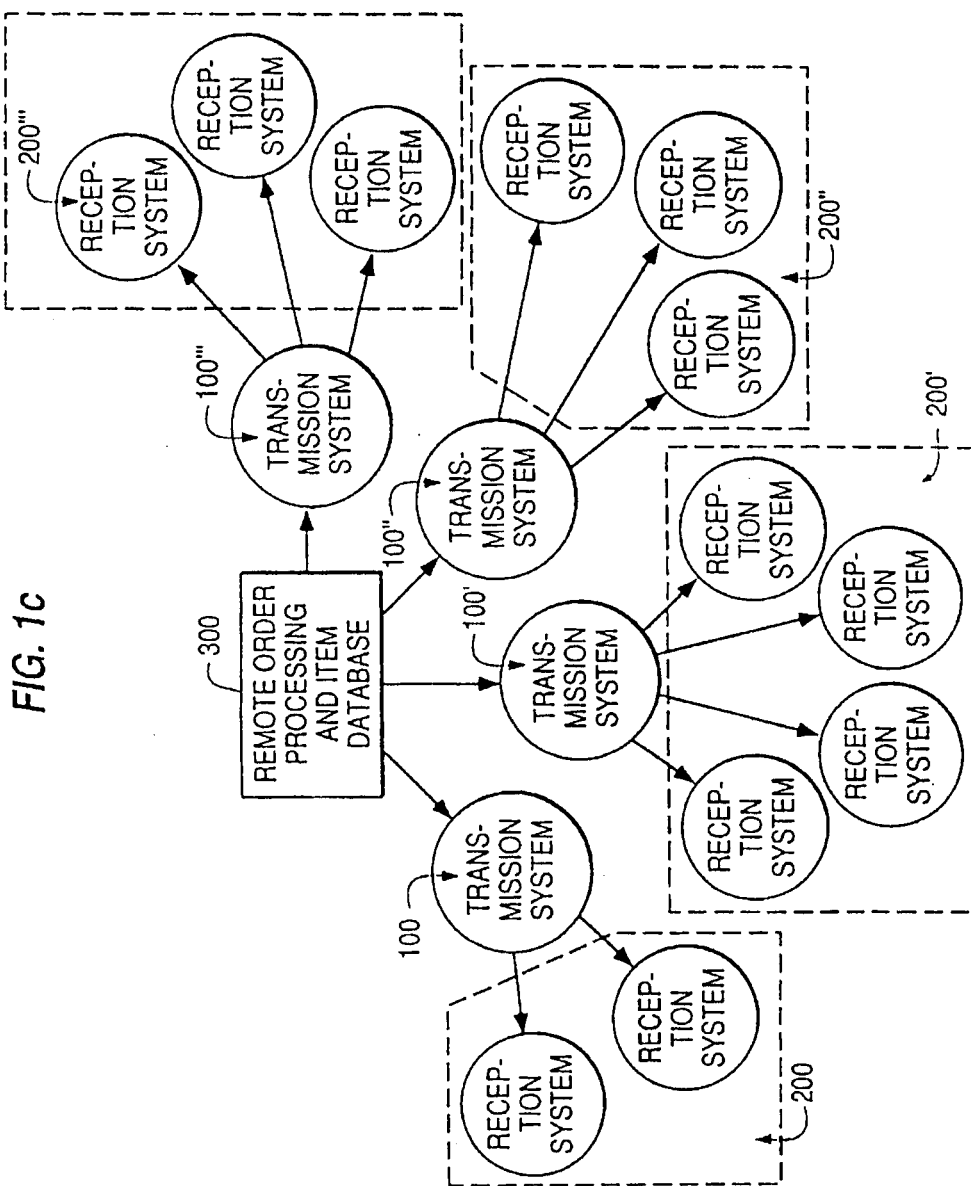 FIG. 1c
300
REMOTE ORDER
PROCESSING
AND ITEM
DATABASE
100
TRANS-
MISSION
SYSTEM
100'
TRANS-
MISSION
SYSTEM
100"
TRANS-
MISSION
SYSTEM
100'''
TRANS-
MISSION
SYSTEM
RECEP-
TION
SYSTEM
RECEP-
TION
SYSTEM
200
RECEP-
TION
SYSTEM
RECEP-
TION
SYSTEM
RECEP-
TION
SYSTEM
RECEP-
TION
SYSTEM
200'
RECEP-
TION
SYSTEM
RECEP-
TION
SYSTEM
RECEP-
TION
SYSTEM
200"
200'''
RECEP-
TION
SYSTEM
RECEP-
TION
SYSTEM
RECEP-
TION
SYSTEM